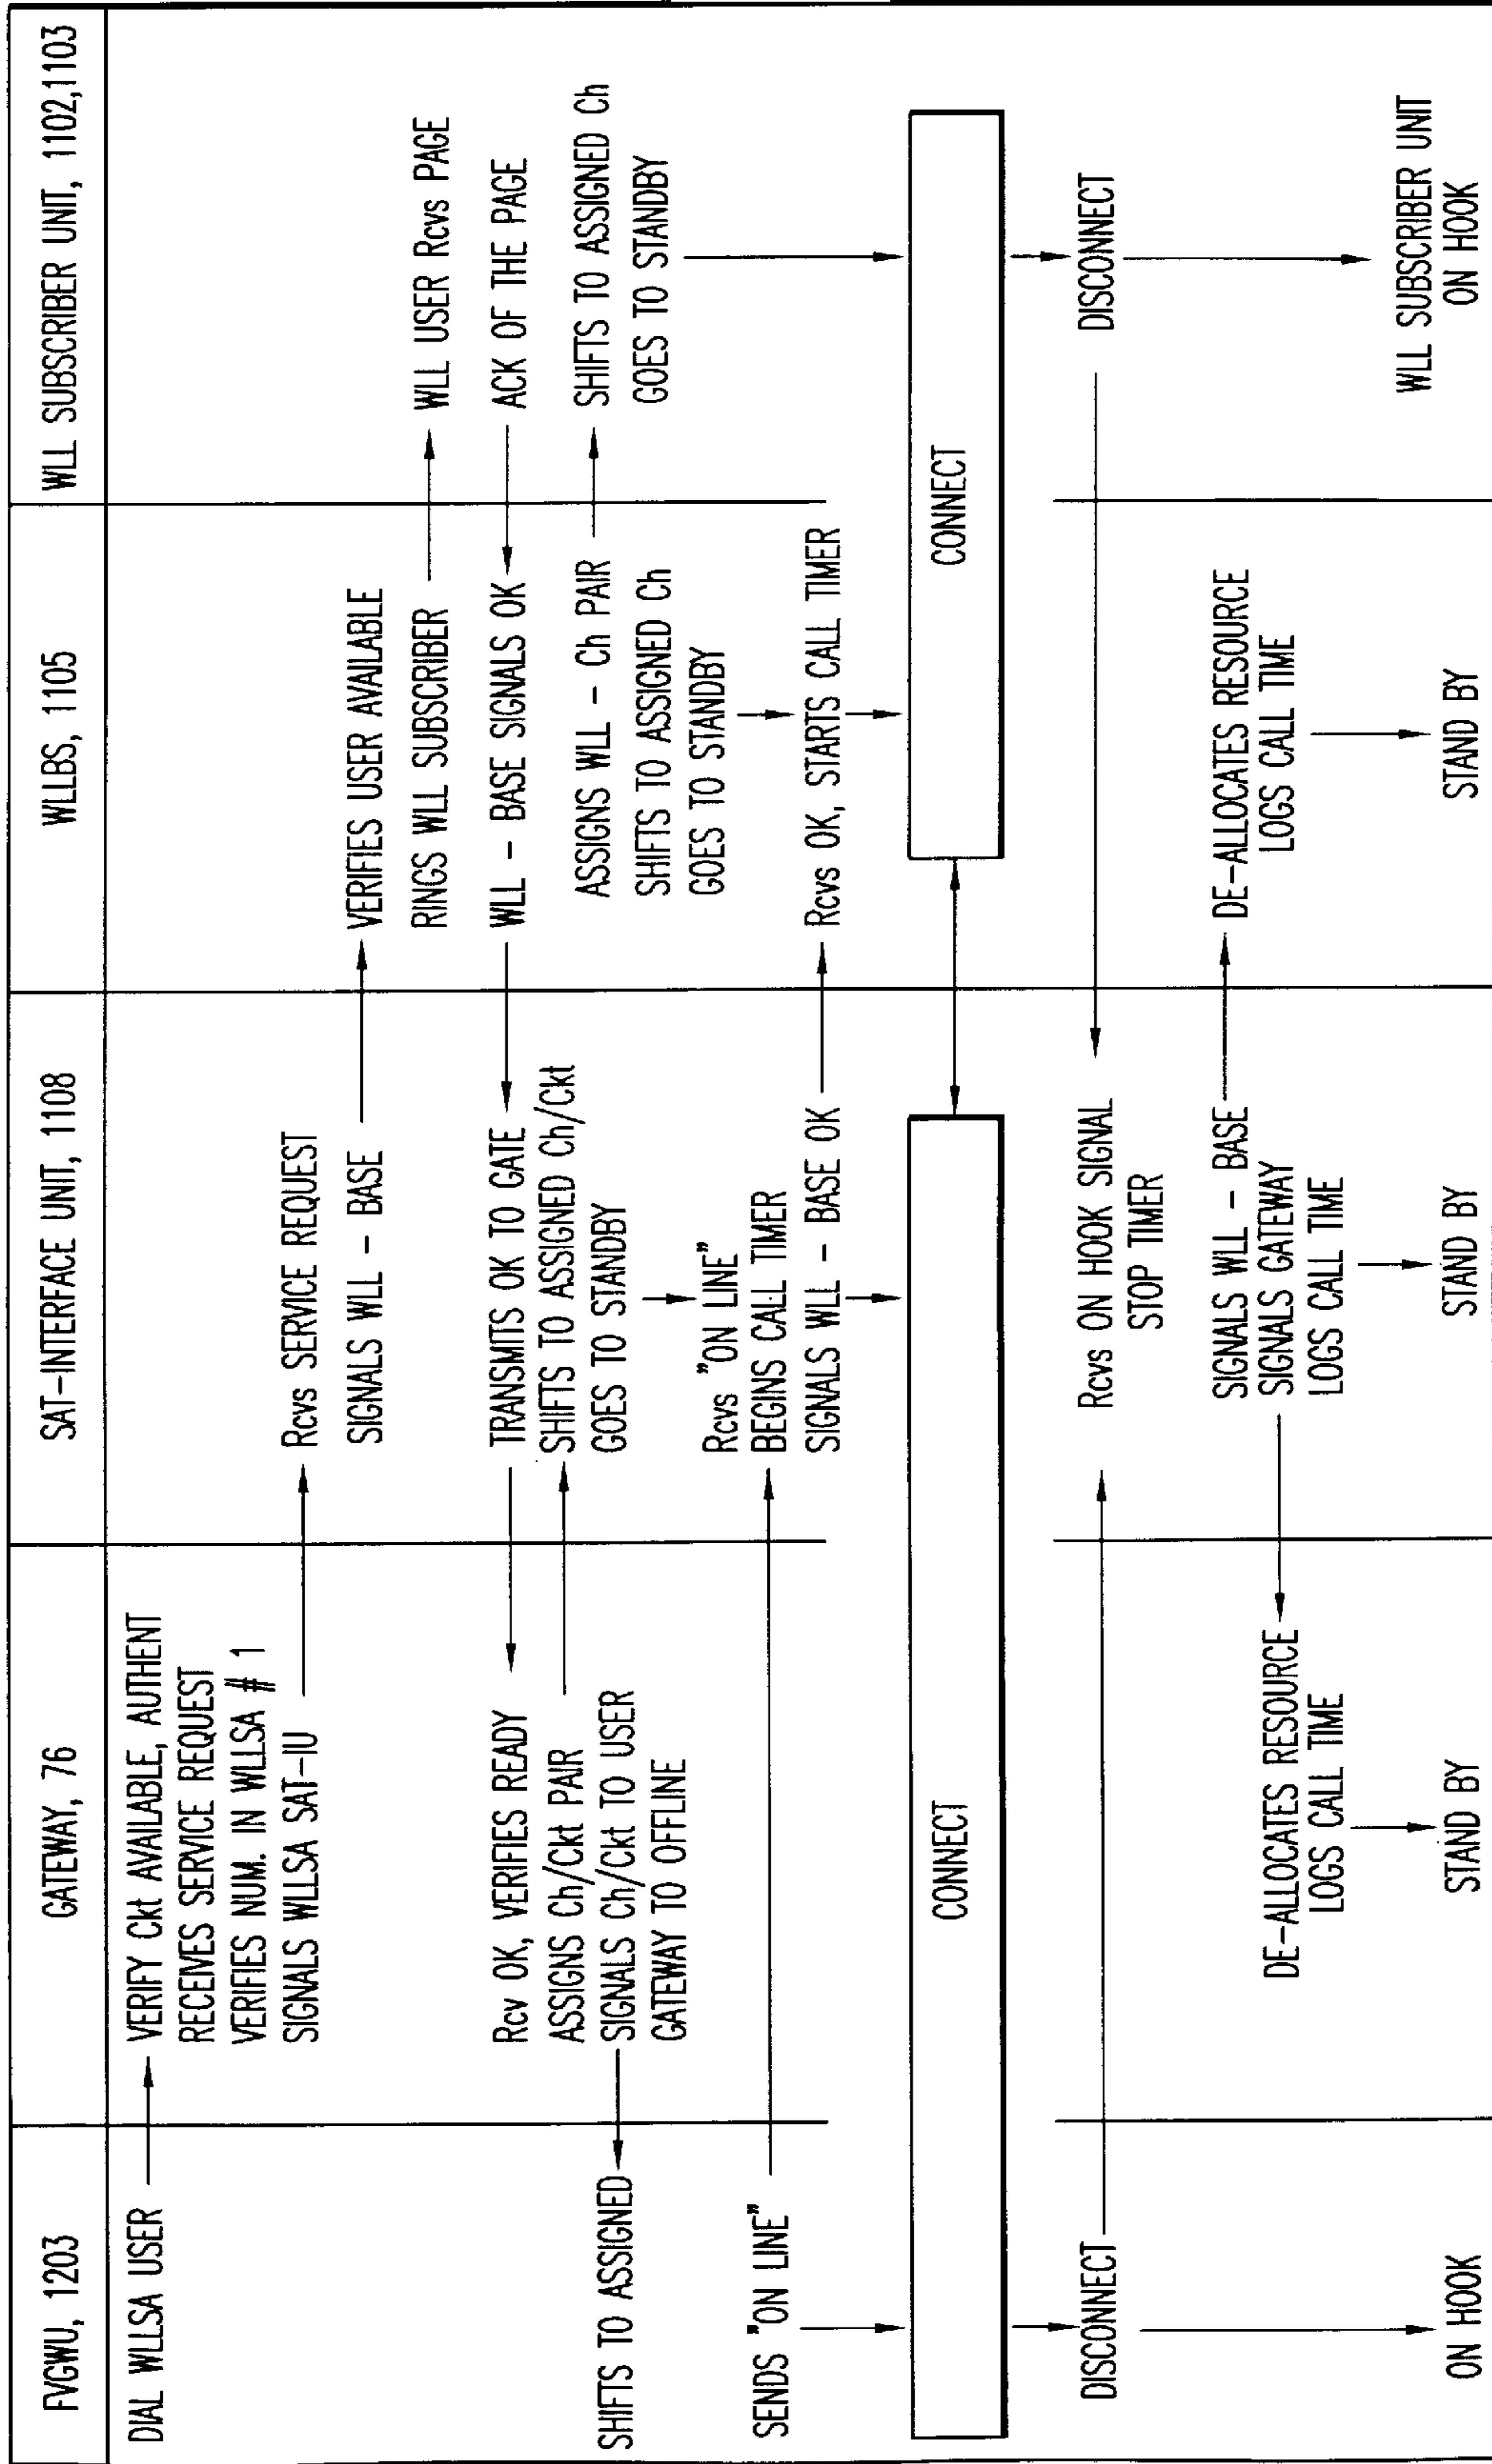 FVGWU, 1203
GATEWAY, 76
SAT-INTERFACE UNIT, 1108
WLLBS, 1105
WLL SUBSCRIBER UNIT, 1102,1103
DIAL WLLSA USER
VERIFY Ckt AVAILABLE, AUTHENT
RECEIVES SERVICE REQUEST
VERIFIES NUM. IN WLLSA # 1
SIGNALS WLLSA SAT-IU
Rcvs SERVICE REQUEST
SIGNALS WLL - BASE
VERIFIES USER AVAILABLE
RINGS WLL SUBSCRIBER
WLL USER Rcvs PAGE
ACK OF THE PAGE
WLL - BASE SIGNALS OK
TRANSMITS OK TO GATE
Rcv OK, VERIFIES READY
ASSIGNS Ch/Ckt PAIR
SIGNALS Ch/Ckt TO USER
GATEWAY TO OFFLINE
SHIFTS TO ASSIGNED Ch/Ckt
GOES TO STANDBY
ASSIGNS WLL - Ch PAIR
SHIFTS TO ASSIGNED Ch
GOES TO STANDBY
SHIFTS TO ASSIGNED Ch
GOES TO STANDBY
SHIFTS TO ASSIGNED
SENDS "ON LINE"
Rcvs "ON LINE"
BEGINS CALL TIMER
SIGNALS WLL - BASE OK
Rcvs OK, STARTS CALL TIMER
CONNECT
CONNECT
DISCONNECT
Rcvs ON HOOK SIGNAL
STOP TIMER
DISCONNECT
SIGNALS WLL - BASE
SIGNALS GATEWAY
LOGS CALL TIME
DE-ALLOCATES RESOURCE
LOGS CALL TIME
DE-ALLOCATES RESOURCE
LOGS CALL TIME
ON HOOK
STAND BY
STAND BY
STAND BY
WLL SUBSCRIBER UNIT
ON HOOK